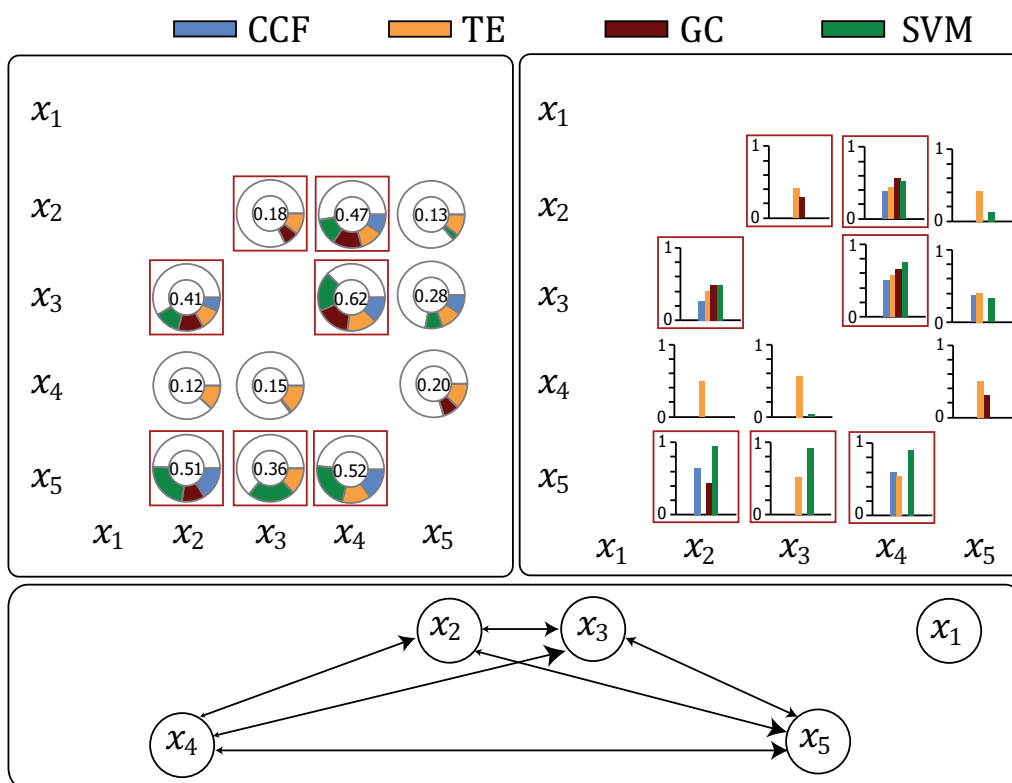 CCF TE GC SVM
x1
x2 0.18 0.47 0.13
x3 0.41 0.62 0.28
x4 0.12 0.15 0.20
x5 0.51 0.36 0.52
x1 x2 x3 x4 x5
x1
x2 1 0 1 0 1 0
x3 1 0 1 0 1 0
x4 1 0 1 0 1 0
x5 1 0 1 0 1 0
x1 x2 x3 x4 x5
x2 x3 x1
x4 x5